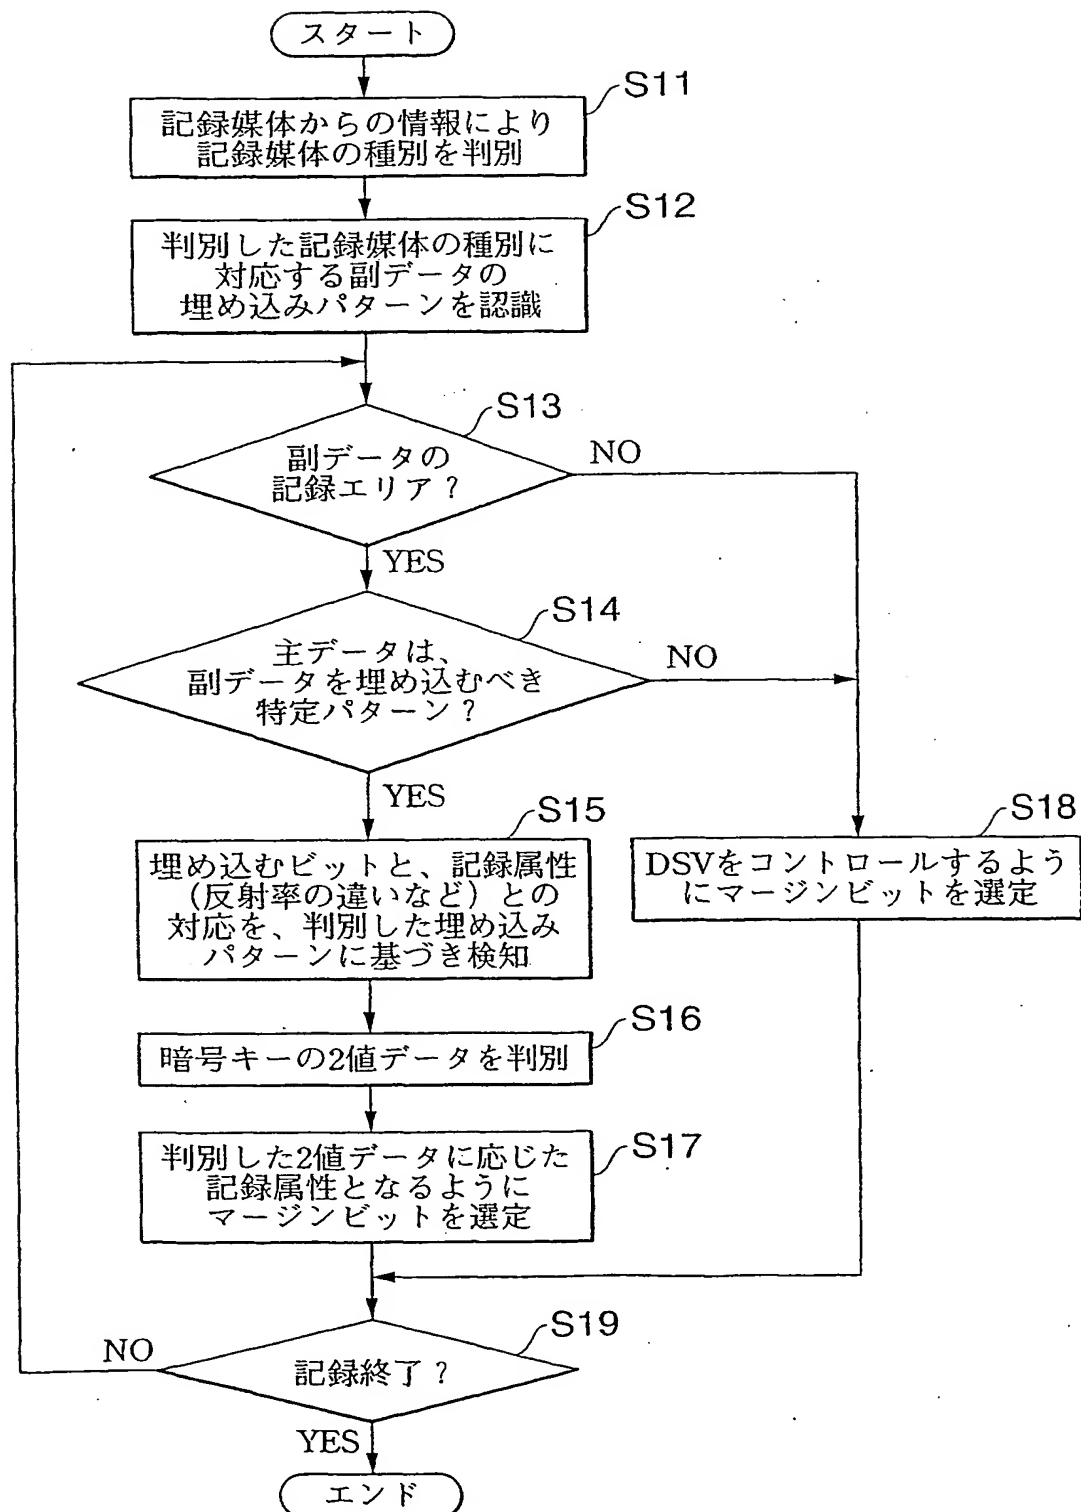 スタート
S11
記録媒体からの情報により
記録媒体の種別を判別
S12
判別した記録媒体の種別に
対応する副データの
埋め込みパターンを認識
S13
副データの
記録エリア？
NO
YES
S14
主データは、
副データを埋め込むべき
特定パターン？
NO
YES
S15
埋め込むビットと、記録属性
（反射率の違いなど）との
対応を、判別した埋め込み
パターンに基づき検知
S18
DSVをコントロールするよう
にマージンビットを選定
S16
暗号キーの2値データを判別
S17
判別した2値データに応じた
記録属性となるように
マージンビットを選定
S19
記録終了？
NO
YES
エンド